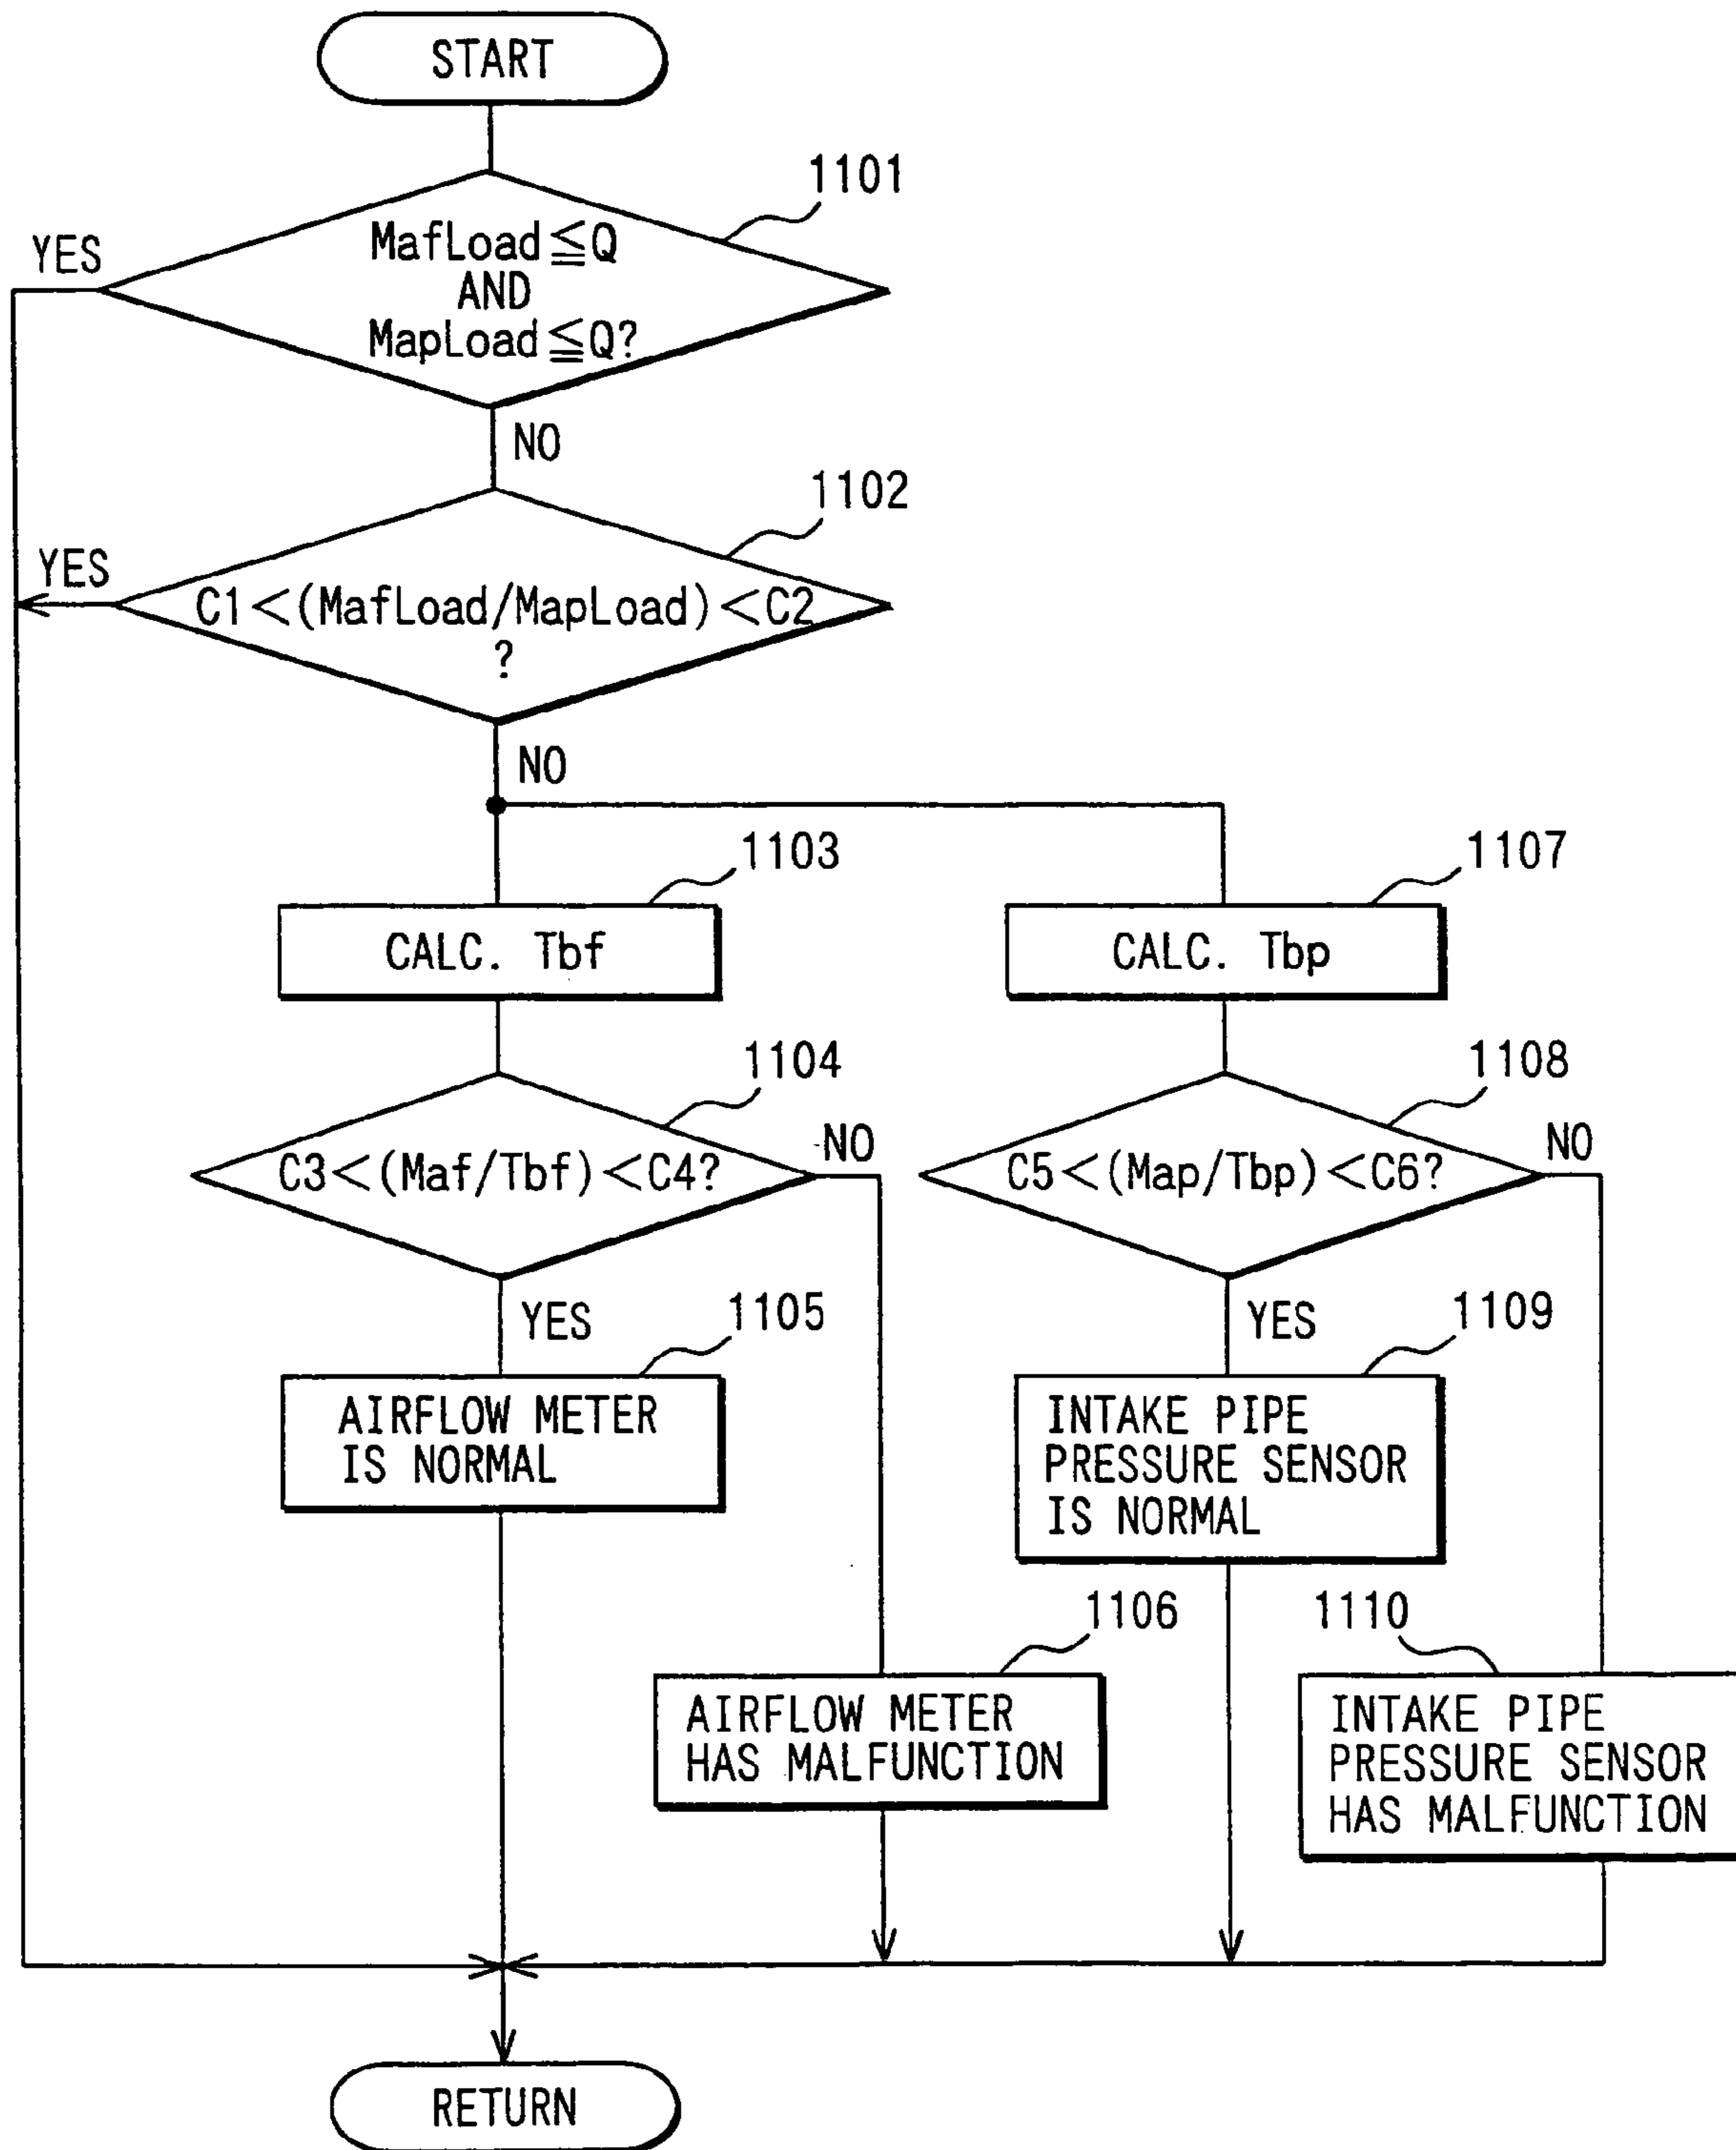 START
1101
YES
MafLoad≦Q
AND
MapLoad≦Q?
NO
1102
YES
C1<(MafLoad/MapLoad)<C2
?
NO
1103
1107
CALC. Tbf
CALC. Tbp
1104
1108
NO
NO
C3<(Maf/Tbf)<C4?
C5<(Map/Tbp)<C6?
YES
1105
YES
1109
AIRFLOW METER
IS NORMAL
INTAKE PIPE
PRESSURE SENSOR
IS NORMAL
1106
1110
AIRFLOW METER
HAS MALFUNCTION
INTAKE PIPE
PRESSURE SENSOR
HAS MALFUNCTION
RETURN